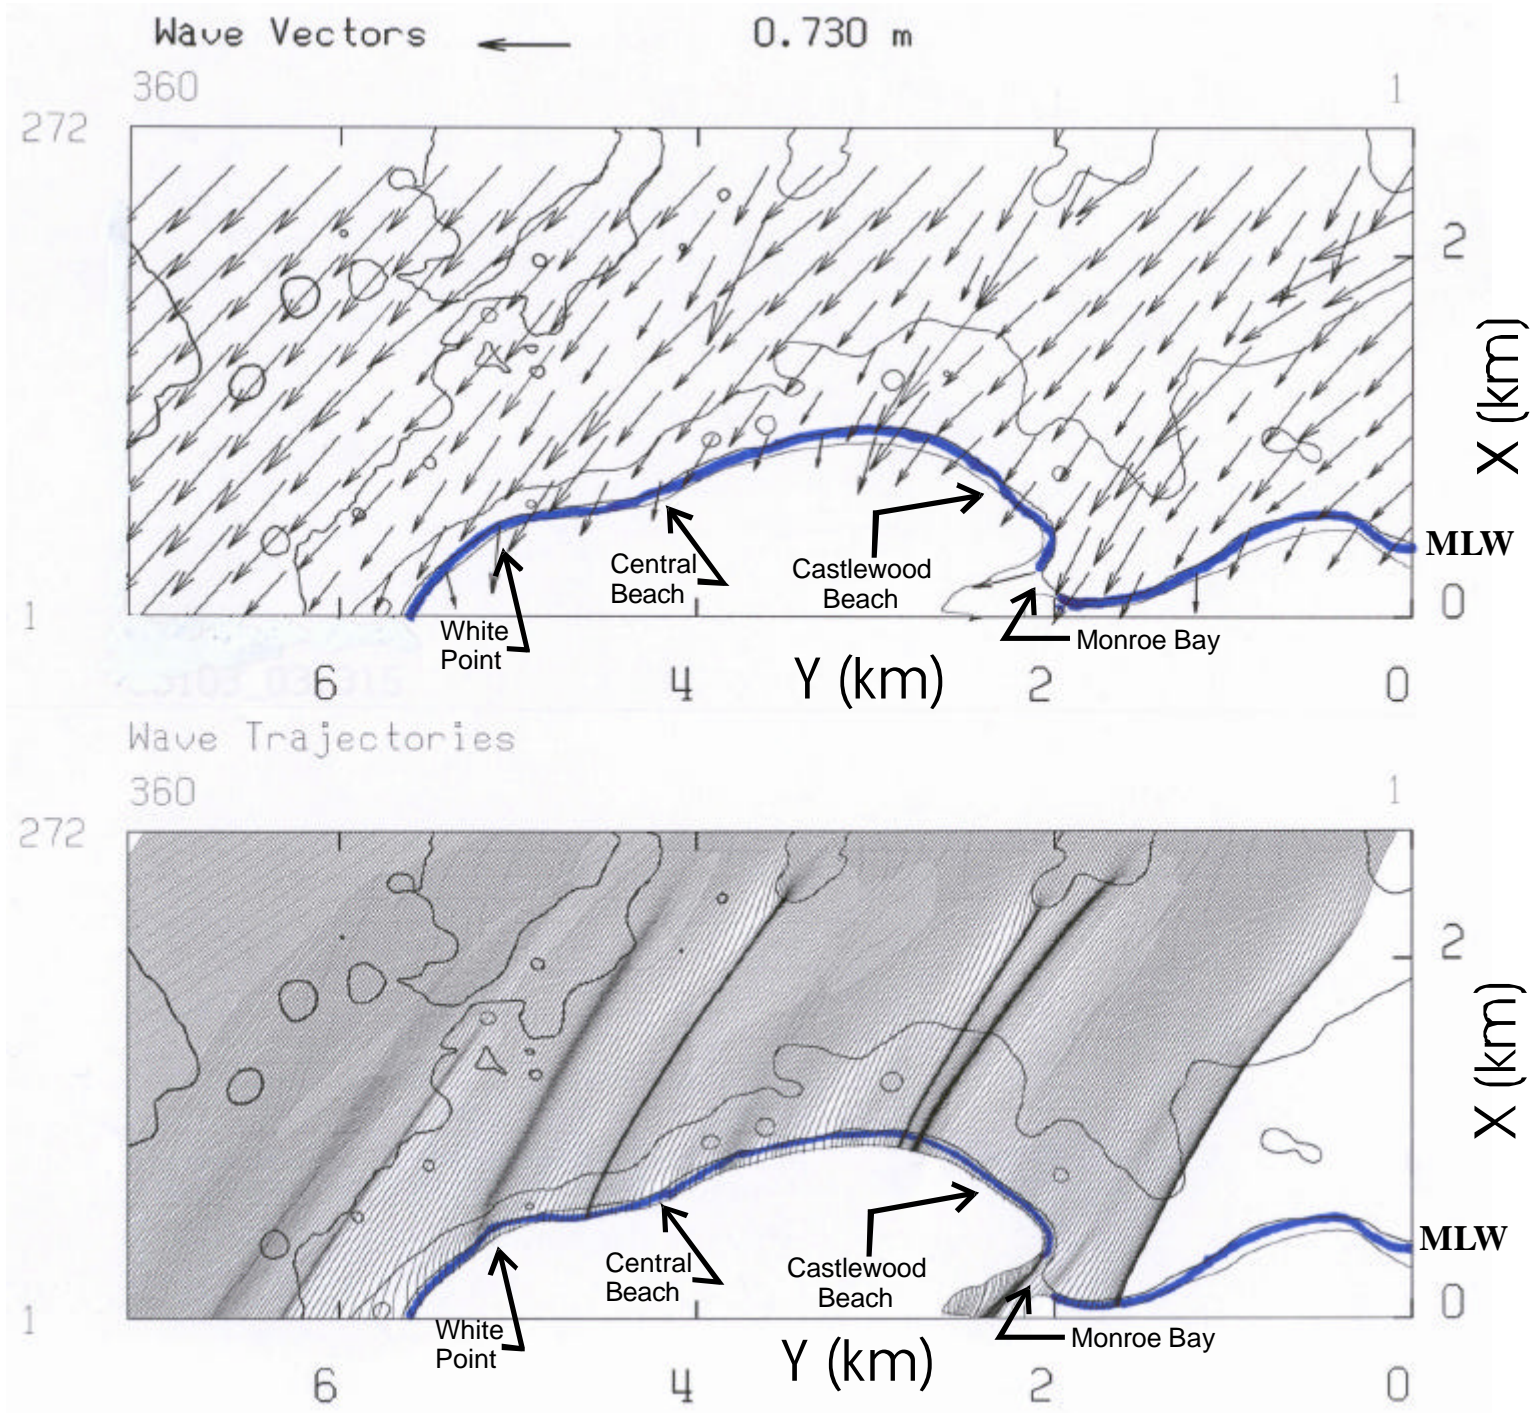 Wave Vectors 0.730 m
360 1
272
2
X (km)
MLW
Central
Beach
Castlewood
Beach
0
1
White
Point
Monroe Bay
6 4 Y (km) 2 0
Wave Trajectories
360 1
272
2
X (km)
MLW
Central
Beach
Castlewood
Beach
0
1
White
Point
Monroe Bay
6 4 Y (km) 2 0